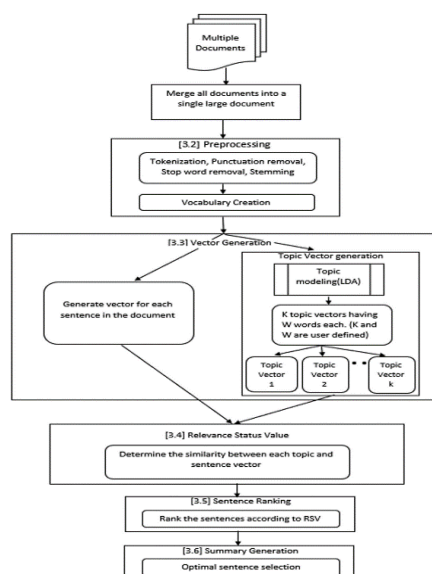 Multiple
Documents
Merge all documents into a
single large document
[3.2] Preprocessing
Tokenization, Punctuation removal,
Stop word removal, Stemming
Vocabulary Creation
[3.3] Vector Generation
Generate vector for each
sentence in the document
Topic Vector generation
Topic
modeling(LDA)
K topic vectors having
W words each. (K and
W are user defined)
Topic
Vector
1
Topic
Vector
2
Topic
Vector
k
[3.4] Relevance Status Value
Determine the similarity between each topic and
sentence vector
[3.5] Sentence Ranking
Rank the sentences according to RSV
[3.6] Summary Generation
Optimal sentence selection